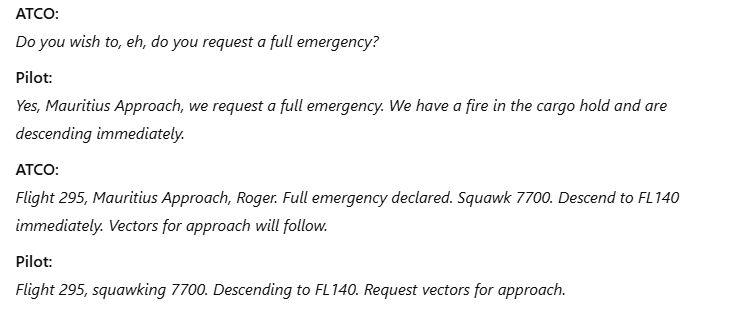 ATCO:
Do you wish to, eh, do you request a full emergency?
Pilot:
Yes, Mauritius Approach, we request a full emergency. We have a fire in the cargo hold and are
descending immediately.
ATCO:
Flight 295, Mauritius Approach, Roger. Full emergency declared. Squawk 7700. Descend to FL140
immediately. Vectors for approach will follow.
Pilot:
Flight 295, squawking 7700. Descending to FL140. Request vectors for approach.